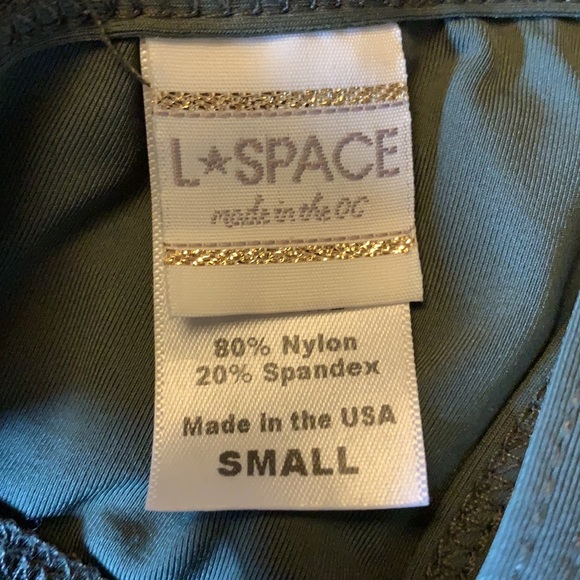 L★SPACE
made in the OC
80% Nylon
20% Spandex
Made in the USA
SMALL